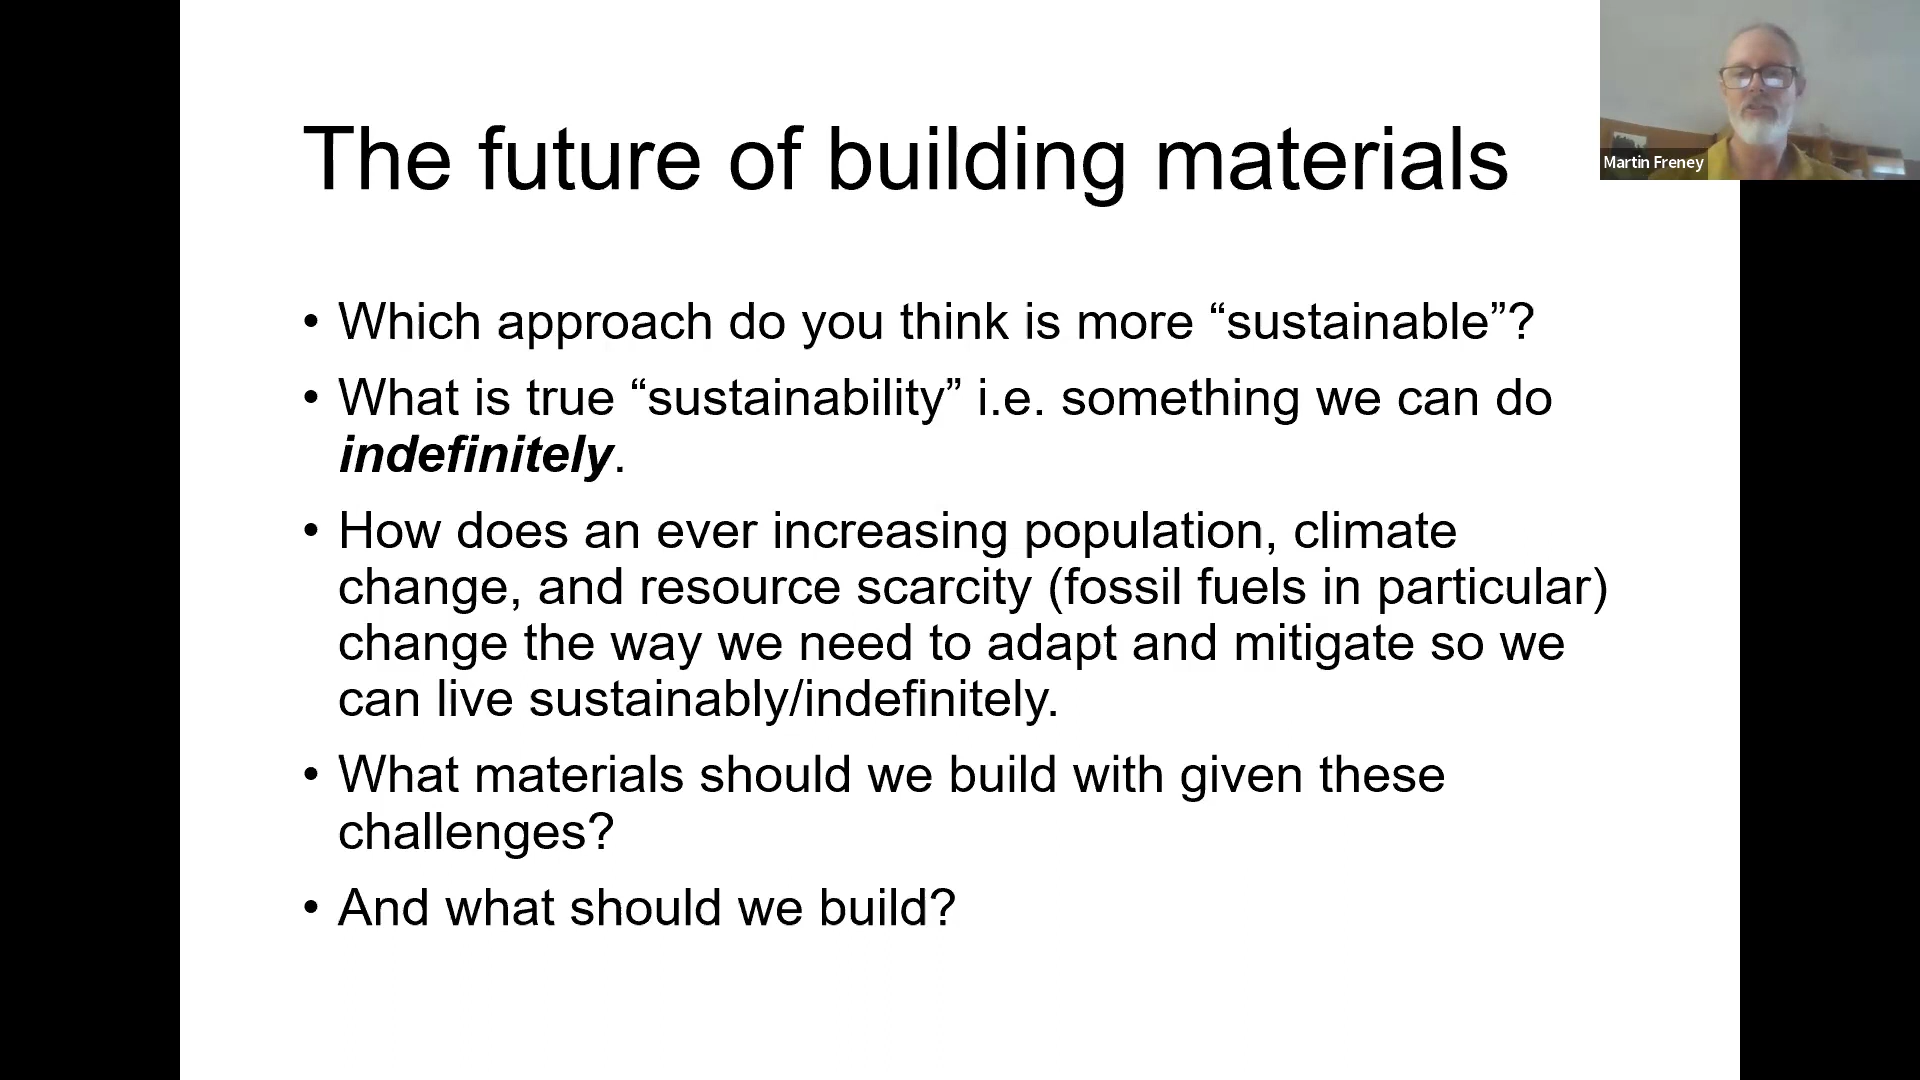 The future of building materials
Martin Freney
• Which approach do you think is more “sustainable”?
• What is true “sustainability” i.e. something we can do
indefinitely.
• How does an ever increasing population, climate
change, and resource scarcity (fossil fuels in particular)
change the way we need to adapt and mitigate so we
can live sustainably/indefinitely.
• What materials should we build with given these
challenges?
• And what should we build?